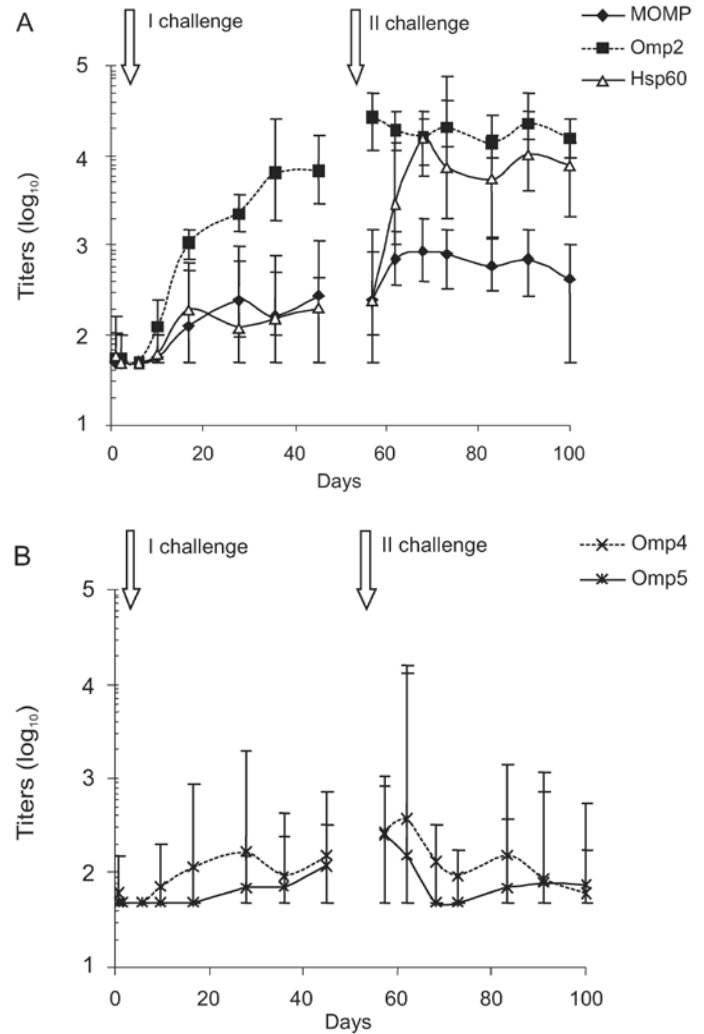 A
I challenge
II challenge
MOMP
Omp2
Hsp60
5
4
3
2
1
Titers (log₁₀)
0 20 40 60 80 100
Days
B
I challenge
II challenge
Omp4
Omp5
5
4
3
2
1
Titers (log₁₀)
0 20 40 60 80 100
Days